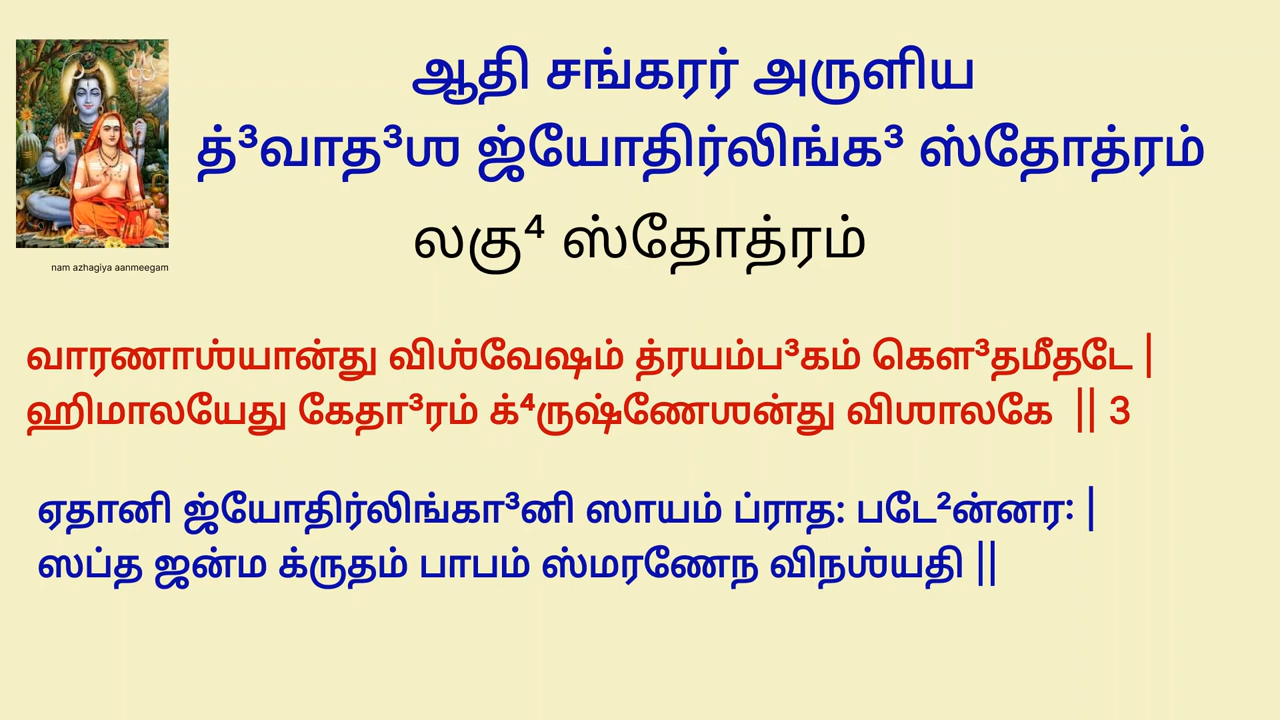 ஆதி சங்கரர் அருளிய
த்³வாத³ஶ ஜ்யோதிர்லிங்க³ ஸ்தோத்ரம்
லகு⁴ ஸ்தோத்ரம்
nam azhagiya aanmeegam
வாரணாஶ்யான்து விஶ்வேஷம் த்ரயம்ப³கம் கௌ³தமீதடே |
ஹிமாலயேது கேதா³ரம் க்⁴ருஷ்ணேஶன்து விஶாலகே || 3
ஏதானி ஜ்யோதிர்லிங்கா³னி ஸாயம் ப்ராத: படே²ன்னர꞉ |
ஸப்த ஜன்ம க்ருதம் பாபம் ஸ்மரணேந விநஶ்யதி ||